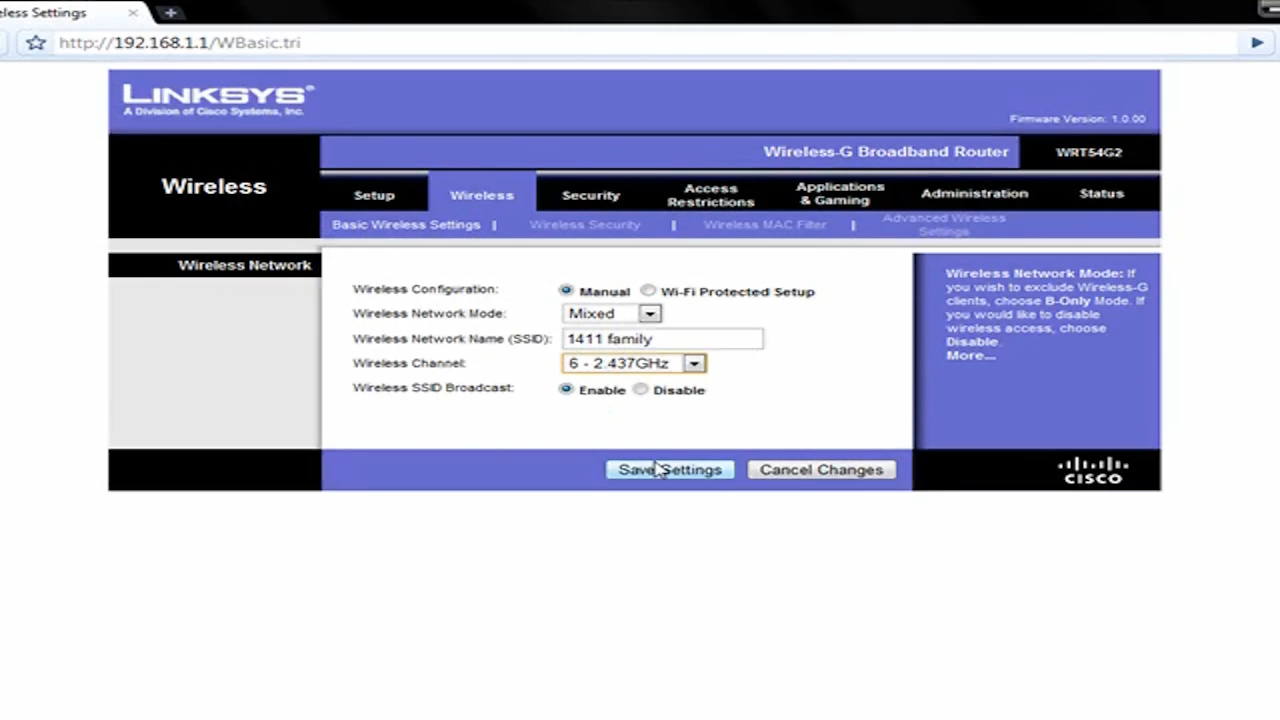 eless Settings
http://192.168.1.1/WBasic.tri
LINKSYS®
A Division of Cisco Systems, Inc.
Firmware Version: 1.0.00
Wireless-G Broadband Router WRT54G2
Wireless
Setup Wireless Security Access Restrictions Applications & Gaming Administration Status
Basic Wireless Settings | Wireless Security | Wireless MAC Filter | Advanced Wireless Settings
Wireless Network
Wireless Configuration: Manual Wi-Fi Protected Setup
Wireless Network Mode: Mixed
Wireless Network Name (SSID): 1411 family
Wireless Channel: 6 - 2.437GHz
Wireless SSID Broadcast: Enable Disable
Wireless Network Mode: If
you wish to exclude Wireless-G
clients, choose B-Only Mode. If
you would like to disable
wireless access, choose
Disable.
More...
Save Settings Cancel Changes
CISCO